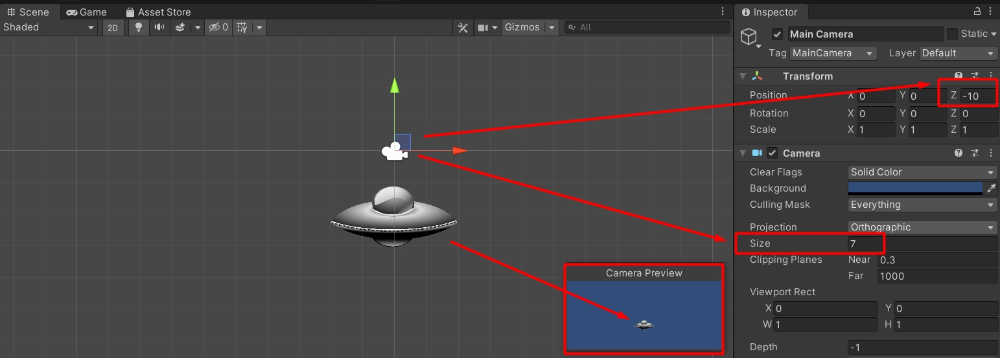 Scene Game Asset Store
Shaded 2D 0 Gizmos All
Camera Preview
Inspector
Main Camera Static
Tag MainCamera Layer Default
Transform
Position X 0 Y 0 Z -10
Rotation X 0 Y 0 Z 0
Scale X 1 Y 1 Z 1
Camera
Clear Flags Solid Color
Background
Culling Mask Everything
Projection Orthographic
Size 7
Clipping Planes Near 0.3
Far 1000
Viewport Rect
X 0 Y 0
W 1 H 1
Depth -1